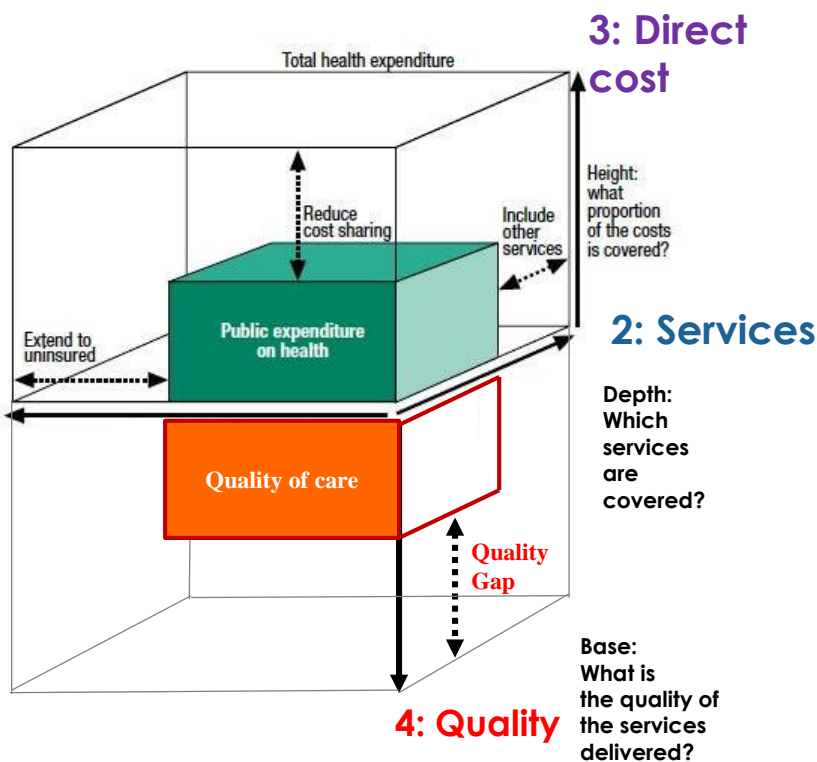 3: Direct
cost
Total health expenditure
Height:
what
proportion
of the costs
is covered?
Reduce
cost sharing
Include
other
services
Extend to
uninsured
Public expenditure
on health
2: Services
Depth:
Which
services
are
covered?
Quality of care
Quality
Gap
Base:
What is
the quality of
the services
delivered?
4: Quality